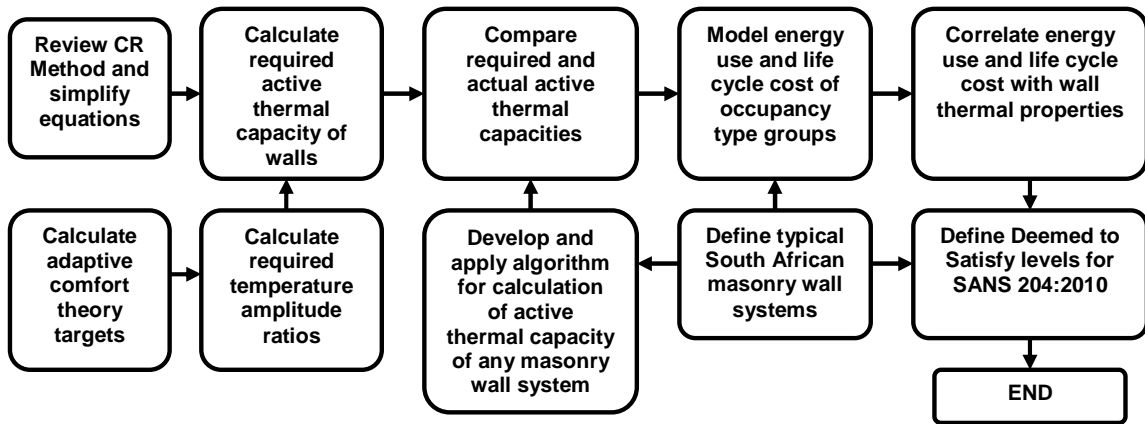 Review CR
Method and
simplify
equations
Calculate
required
active
thermal
capacity of
walls
Compare
required and
actual active
thermal
capacities
Model energy
use and life
cycle cost of
occupancy
type groups
Correlate energy
use and life cycle
cost with wall
thermal properties
Calculate
adaptive
comfort
theory
targets
Calculate
required
temperature
amplitude
ratios
Develop and
apply algorithm
for calculation
of active
thermal capacity
of any masonry
wall system
Define typical
South African
masonry wall
systems
Define Deemed to
Satisfy levels for
SANS 204:2010
END